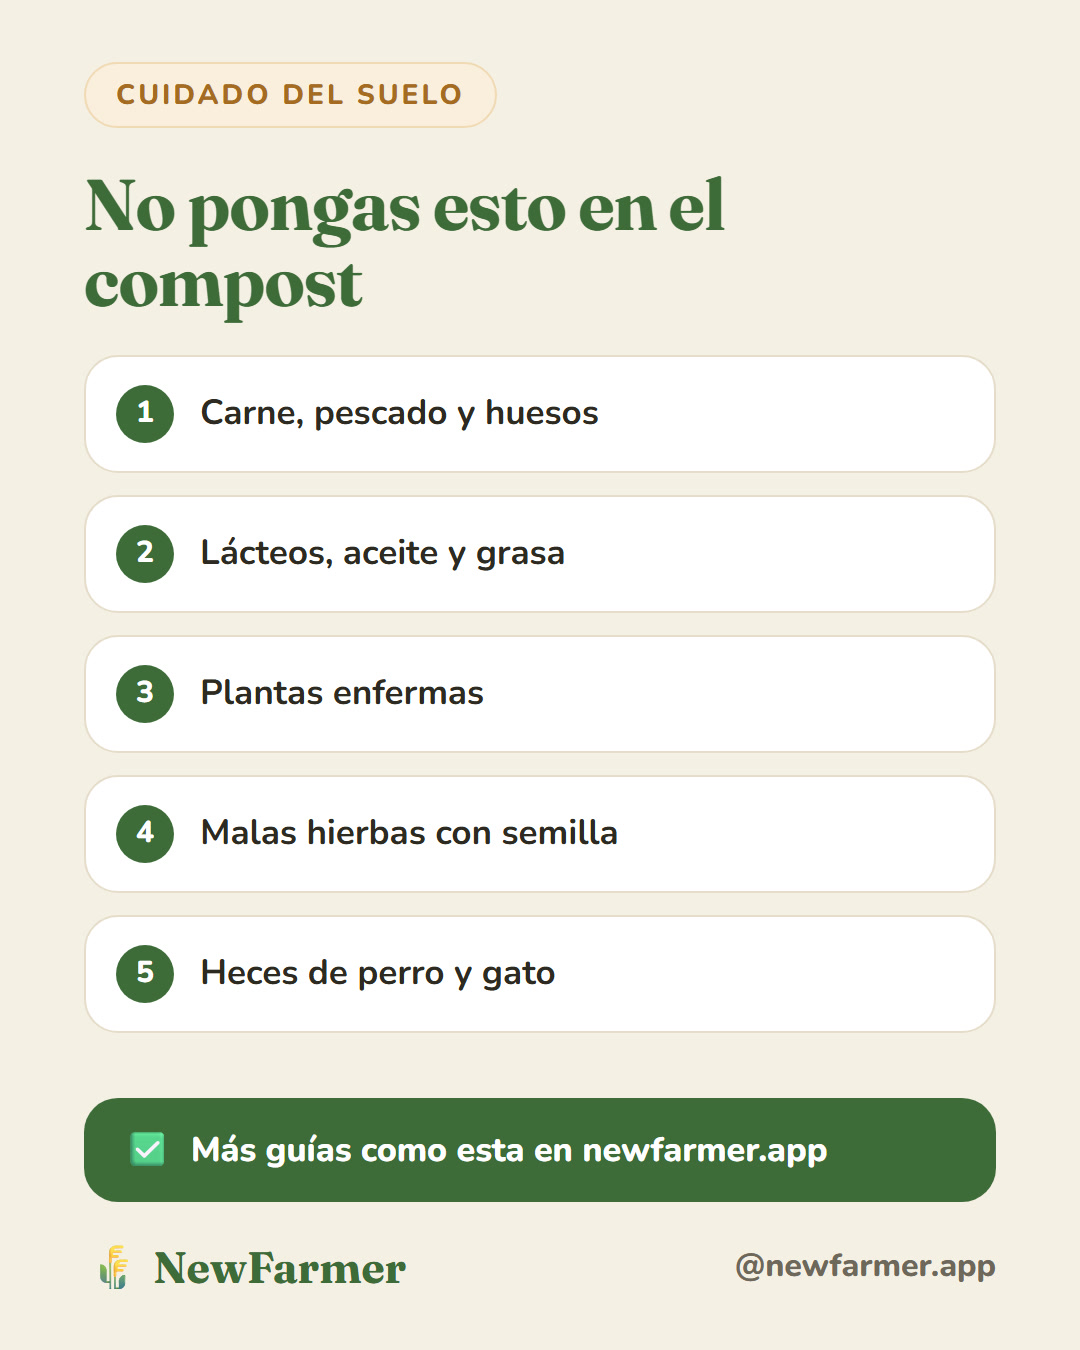 CUIDADO DEL SUELO
No pongas esto en el
compost
1 Carne, pescado y huesos
2 Lácteos, aceite y grasa
3 Plantas enfermas
4 Malas hierbas con semilla
5 Heces de perro y gato
✅ Más guías como esta en newfarmer.app
NewFarmer
@newfarmer.app